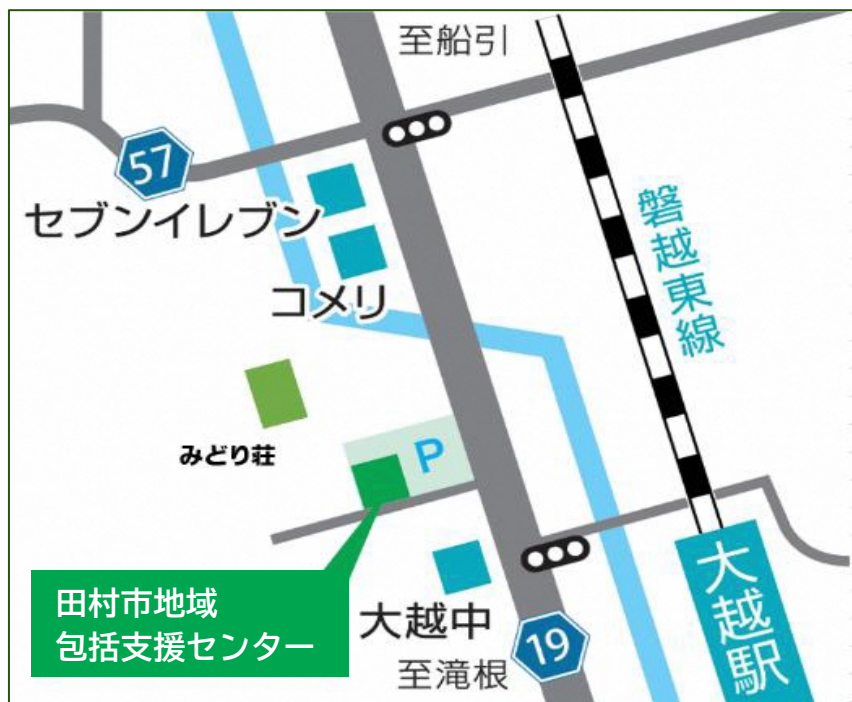 至船引
57
セブンイレブン
コメリ
磐越東線
みどり荘
P
田村市地域
包括支援センター
大越中
至滝根
19
大越駅